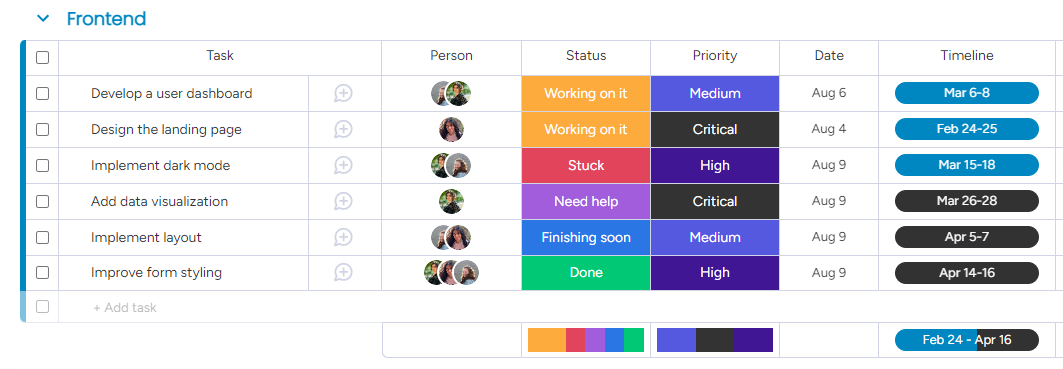 Frontend
Task Person Status Priority Date Timeline
Develop a user dashboard Working on it Medium Aug 6 Mar 6-8
Design the landing page Working on it Critical Aug 4 Feb 24-25
Implement dark mode Stuck High Aug 9 Mar 15-18
Add data visualization Need help Critical Aug 9 Mar 26-28
Implement layout Finishing soon Medium Aug 9 Apr 5-7
Improve form styling Done High Aug 9 Apr 14-16
+ Add task
Feb 24 - Apr 16